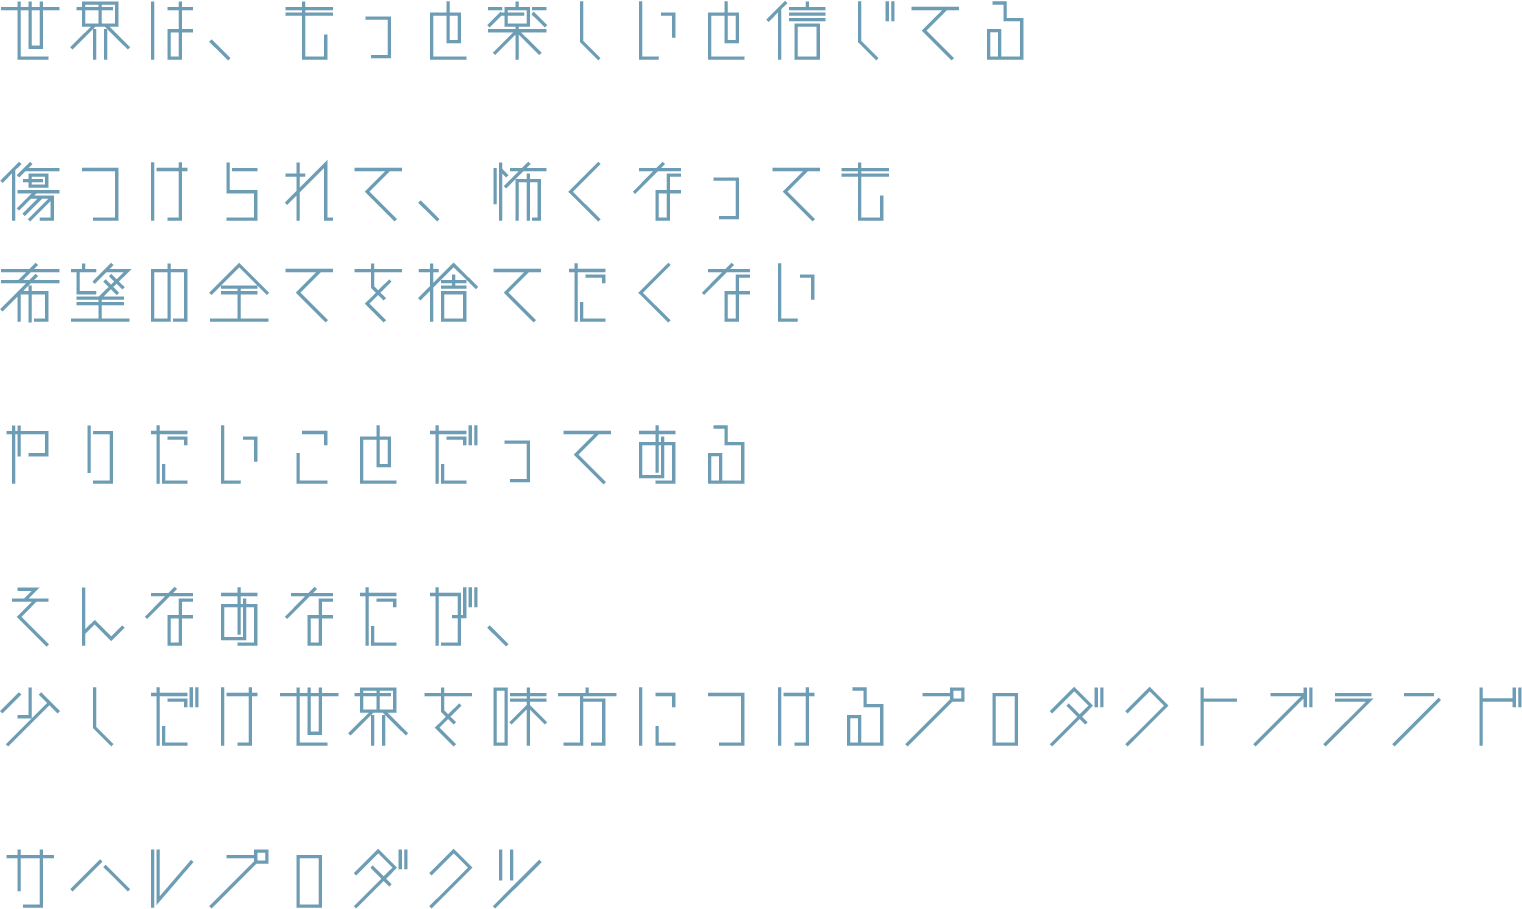 世界は、もっと楽しいと信じてる
傷つけられて、怖くなっても
希望の全てを捨てたくない
やりたいことだってある
そんなあなたが、
少しだけ世界を味方につけるプロダクトブランド
サヘルプロダクツ